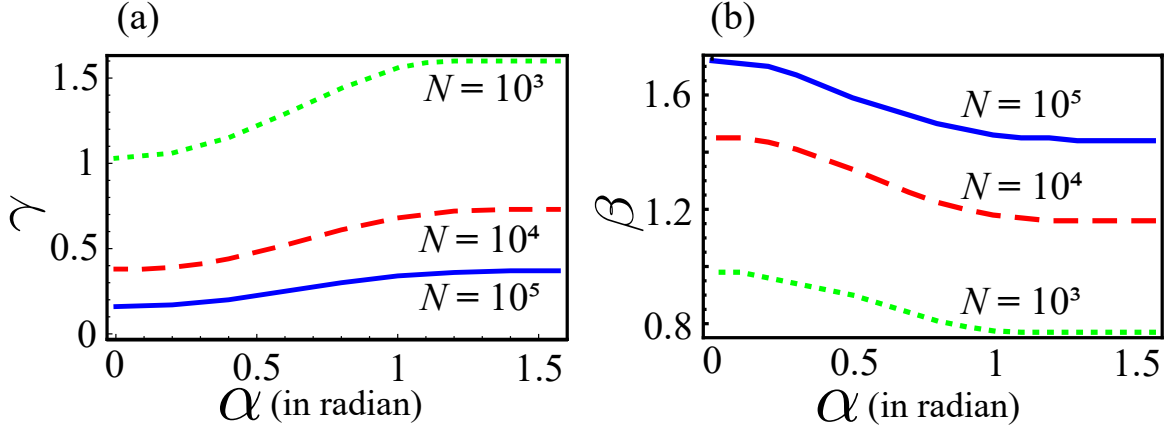 (a)
1.5
1
0.5
0
γ
N = 10³
N = 10⁴
N = 10⁵
0 0.5 1 1.5
α (in radian)
(b)
1.6
1.2
0.8
β
N = 10⁵
N = 10⁴
N = 10³
0 0.5 1 1.5
α (in radian)